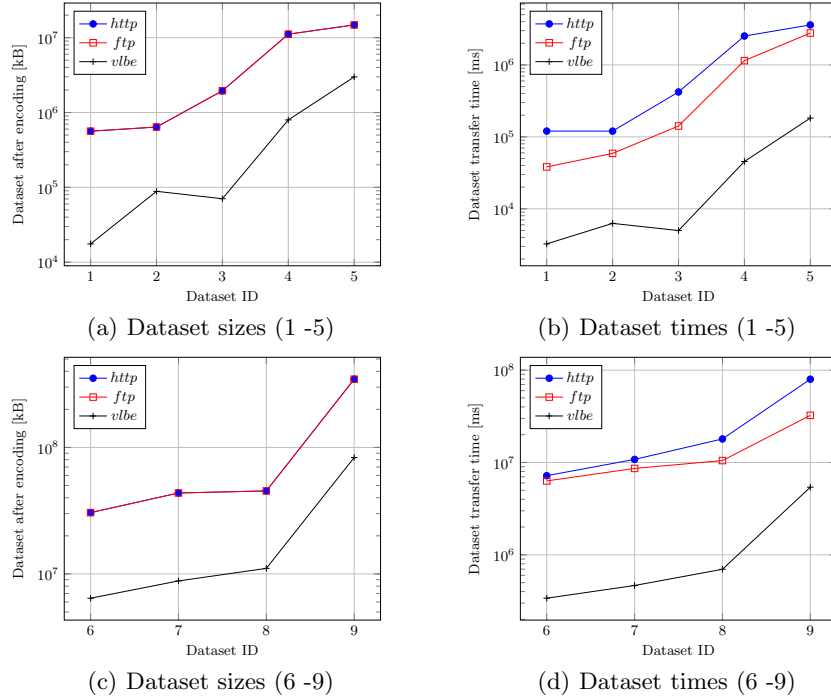 http
ftp
vlbe
Dataset after encoding [kB]
10^7
10^6
10^5
10^4
1 2 3 4 5
Dataset ID
(a) Dataset sizes (1 -5)
http
ftp
vlbe
Dataset transfer time [ms]
10^6
10^5
10^4
1 2 3 4 5
Dataset ID
(b) Dataset times (1 -5)
http
ftp
vlbe
Dataset after encoding [kB]
10^8
10^7
6 7 8 9
Dataset ID
(c) Dataset sizes (6 -9)
http
ftp
vlbe
Dataset transfer time [ms]
10^8
10^7
10^6
6 7 8 9
Dataset ID
(d) Dataset times (6 -9)